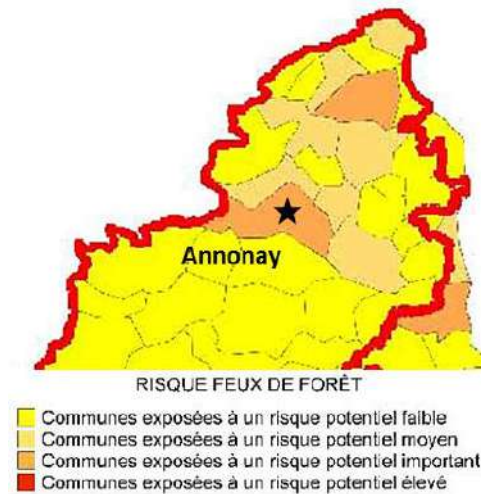 Annonay
RISQUE FEUX DE FORÊT
Communes exposées à un risque potentiel faible
Communes exposées à un risque potentiel moyen
Communes exposées à un risque potentiel important
Communes exposées à un risque potentiel élevé